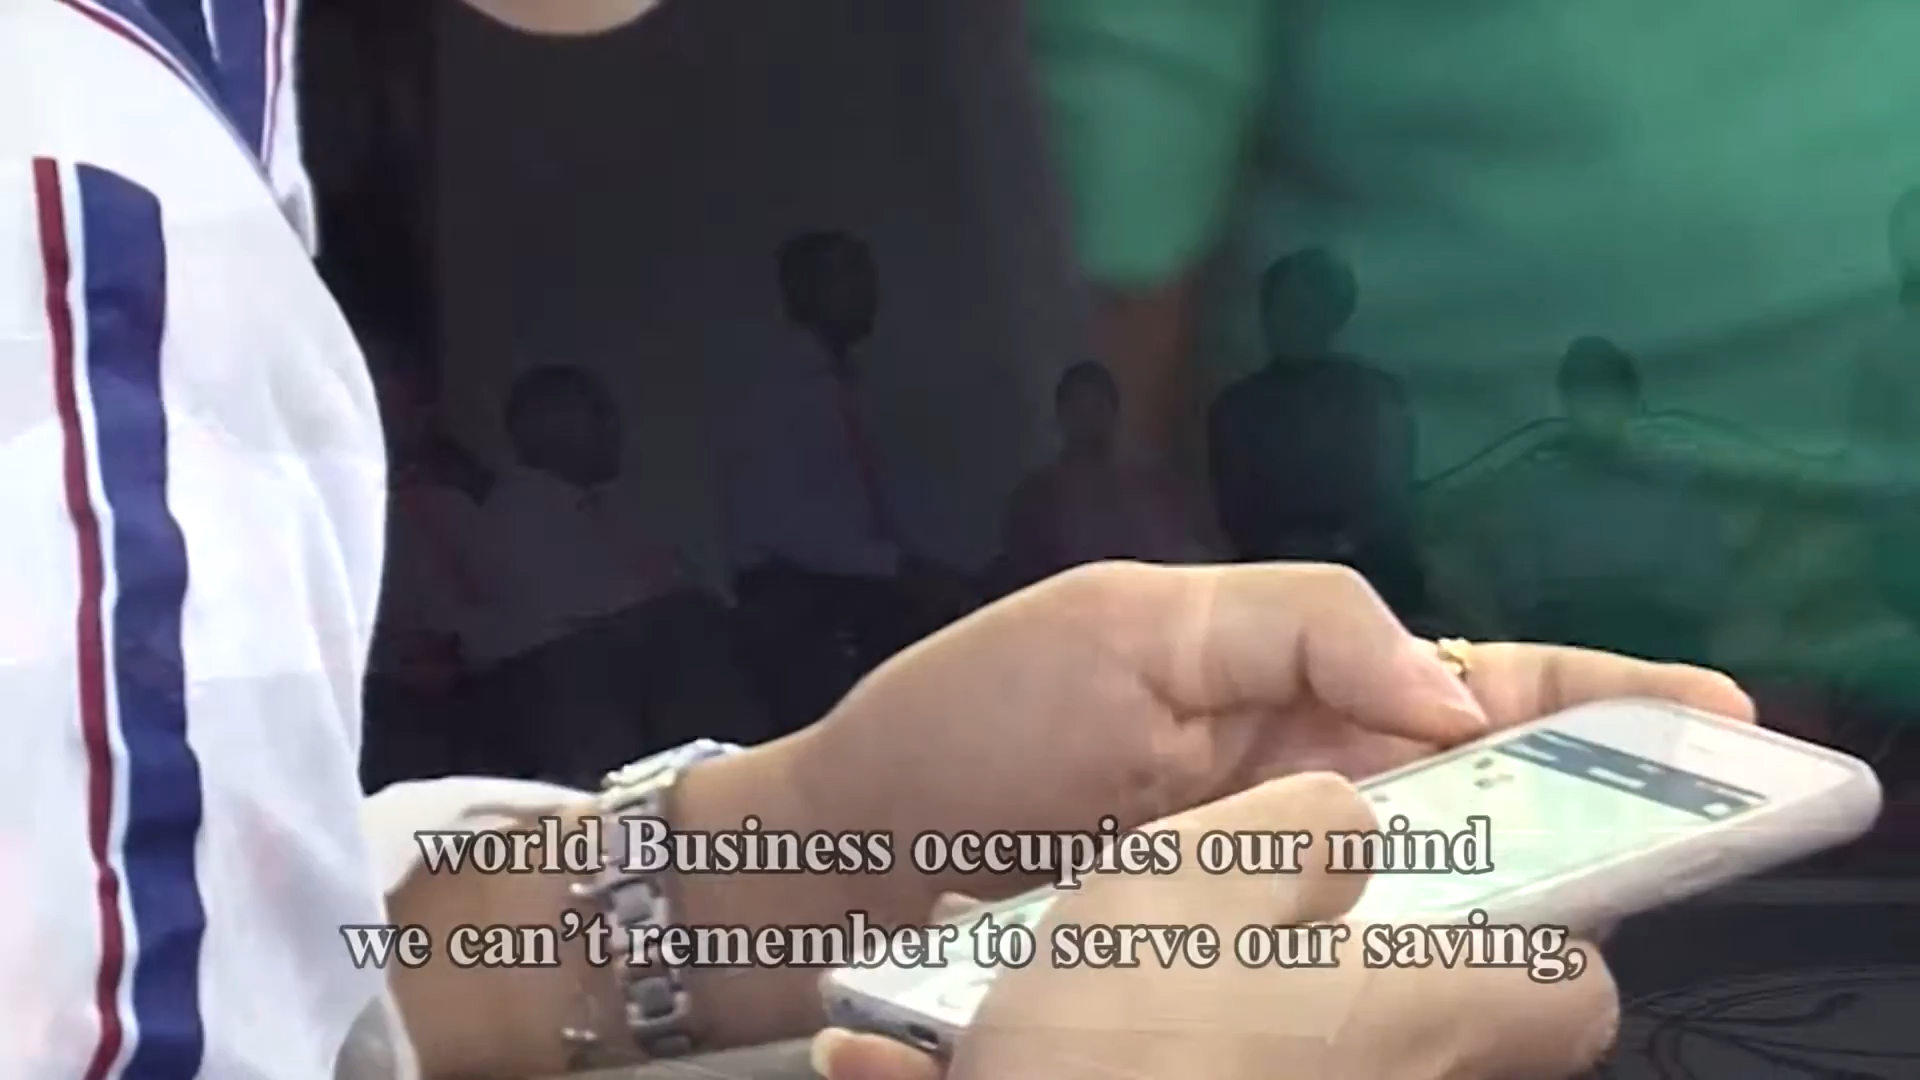 world Business occupies our mind
we can’t remember to serve our saving,